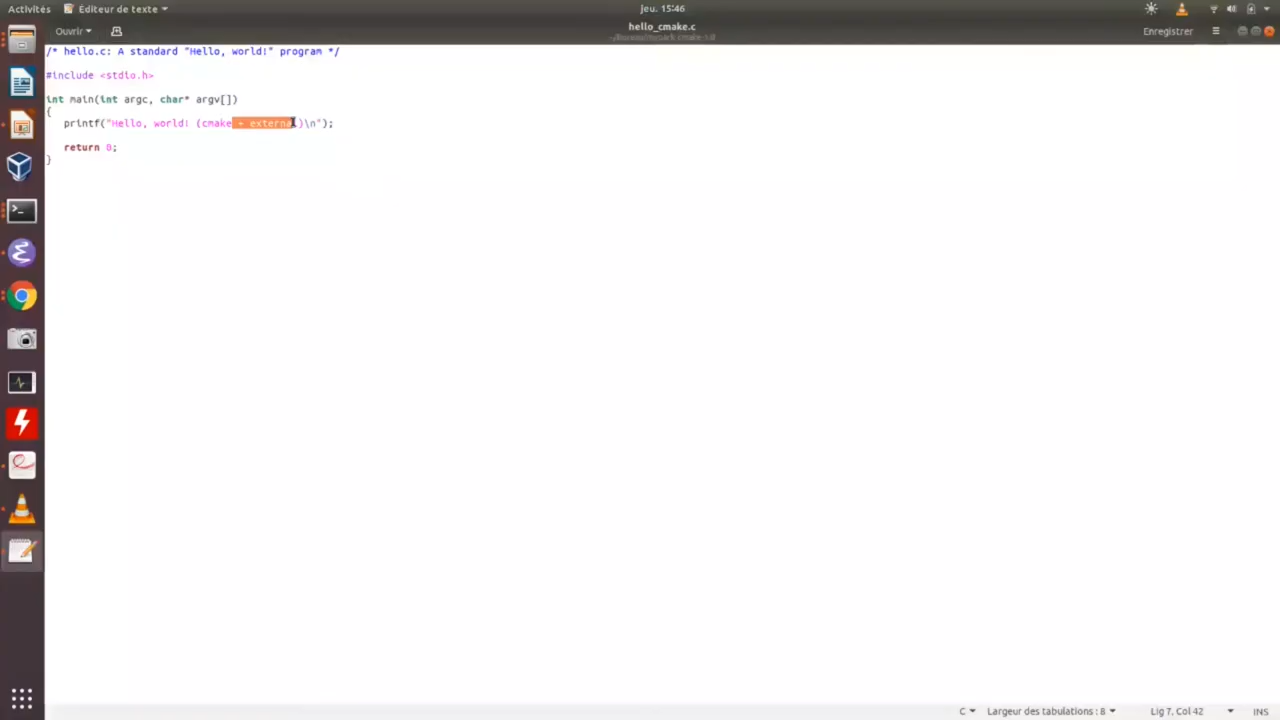 Activités Éditeur de texte jeu. 15:46
Ouvrir hello_cmake.c Enregistrer
/* hello.c: A standard "Hello, world!" program */
#include <stdio.h>
int main(int argc, char* argv[])
{
printf("Hello, world! (cmake + external)\n");
return 0;
}
C Largeur des tabulations : 8 Lig 7, Col 42 INS